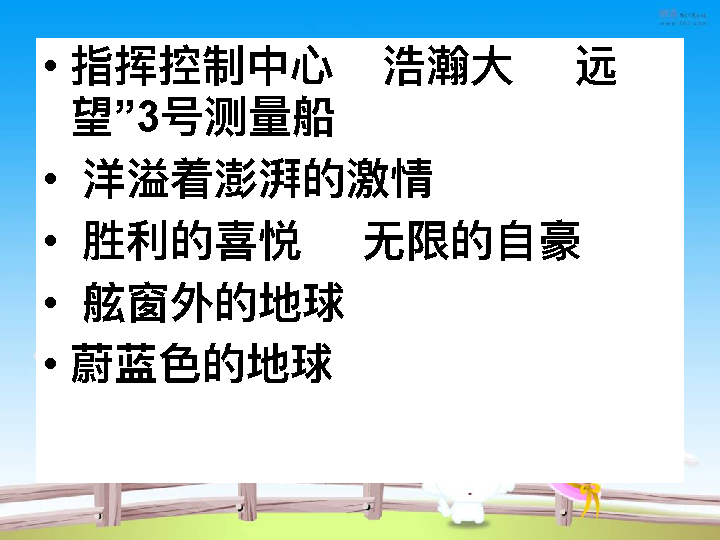 • 指挥控制中心 浩瀚大 远
望”3号测量船
• 洋溢着澎湃的激情
• 胜利的喜悦 无限的自豪
• 舷窗外的地球
• 蔚蓝色的地球